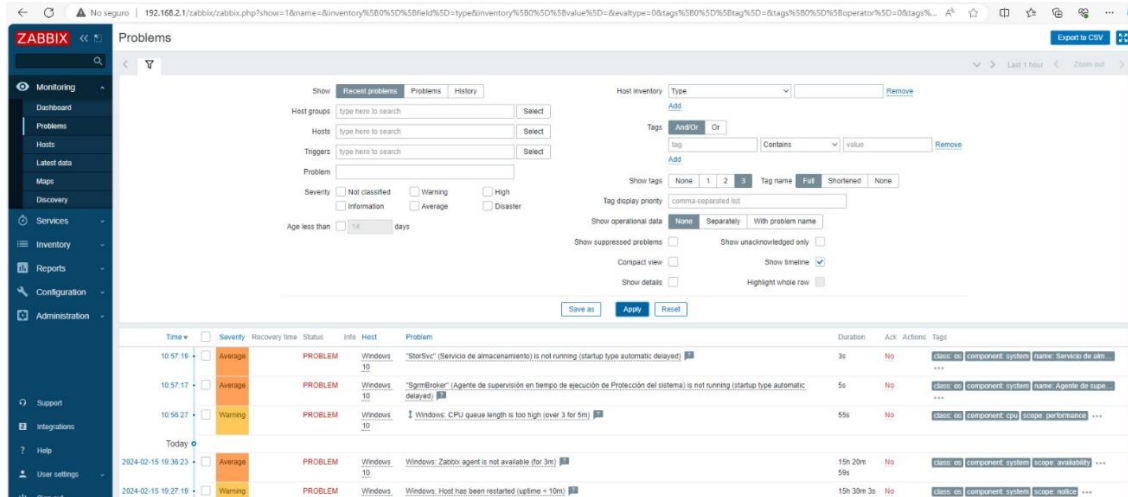 No seguro | 192.168.2.1/zabbix/zabbix.php?show=1&name=&inventory%5B0%5D%5Bfield%5D=type&inventory%5B0%5D%5Bvalue%5D=&evaltype=0&tags%5B0%5D%5Btag%5D=&tags%5B0%5D%5Boperator%5D=0&tags%...
ZABBIX
Problems
Export to CSV
Last 1 hour Zoom out
Monitoring
Dashboard
Problems
Hosts
Latest data
Maps
Discovery
Services
Inventory
Reports
Configuration
Administration
Support
Integrations
Help
User settings
Show Recent problems Problems History
Host groups type here to search Select
Hosts type here to search Select
Triggers type here to search Select
Problem
Severity Not classified Warning High
Information Average Disaster
Age less than 14 days
Host inventory Type Remove
Add
Tags And/Or Or
tag Contains value Remove
Add
Show tags None 1 2 3 Tag name Full Shortened None
Tag display priority comma-separated list
Show operational data None Separately With problem name
Show suppressed problems Show unacknowledged only
Compact view Show timeline
Show details Highlight whole row
Save as Apply Reset
Time Severity Recovery time Status Info Host Problem Duration Ack Actions Tags
10:57:18 Average PROBLEM Windows 
10 
"StorSvc" (Servicio de almacenamiento) is not running (startup type automatic delayed) ? 3s No class: os component: system name: Servicio de alm... 
...
10:57:17 Average PROBLEM Windows 
10 
"SgrmBroker" (Agente de supervisión en tiempo de ejecución de Protección del sistema) is not running (startup type automatic 
delayed) ? 5s No class: os component: system name: Agente de supe... 
...
10:56:27 Warning PROBLEM Windows 
10 
Windows: CPU queue length is too high (over 3 for 5m) ? 55s No class: os component: cpu scope: performance ...
Today
2024-02-15 19:36:23 Average PROBLEM Windows 
10 
Windows: Zabbix agent is not available (for 3m) ? 15h 20m 
59s No class: os component: system scope: availability ...
2024-02-15 19:27:19 Warning PROBLEM Windows 
Windows: Host has been restarted (uptime < 10m) ? 15h 30m 3s No class: os component: system scope: notice ...